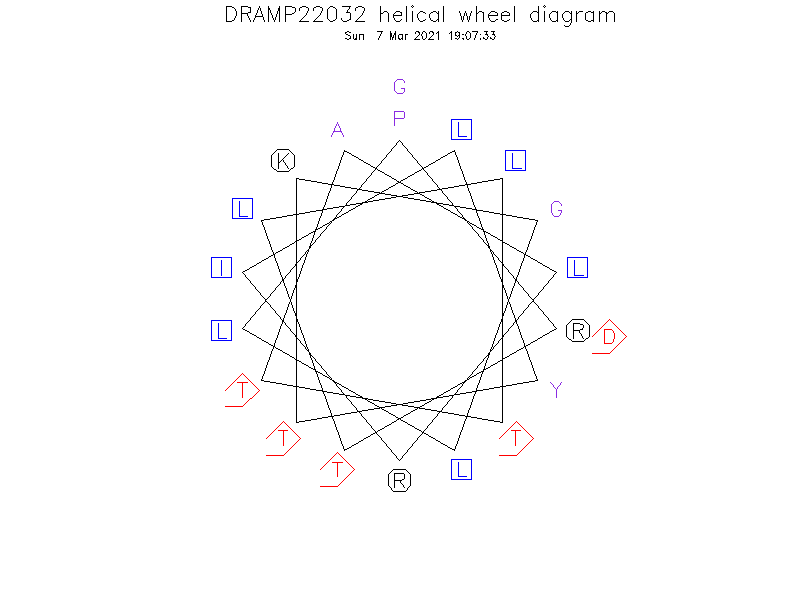 DRAMP22032 helical wheel diagram
Sun 7 Mar 2021 19:07:33
G
A P L
K L
L G
I L
L R D
T Y
T T
T R L